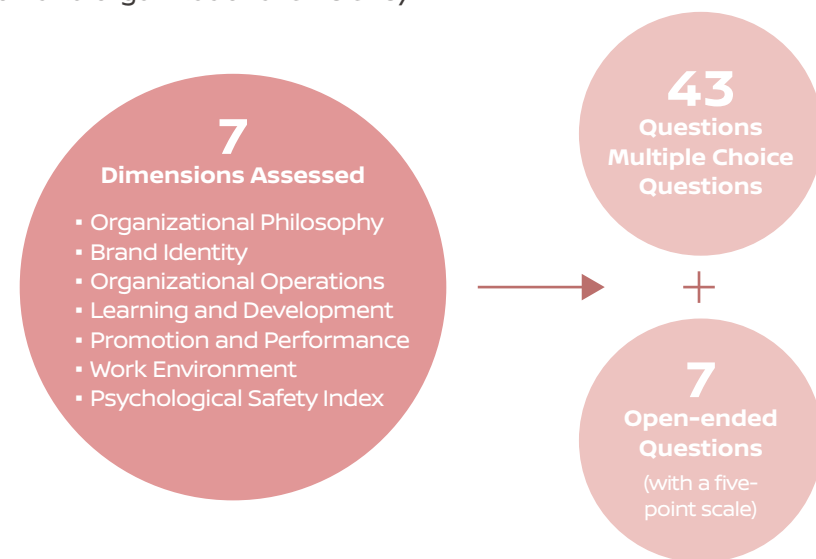 7
Dimensions Assessed
▪ Organizational Philosophy
▪ Brand Identity
▪ Organizational Operations
▪ Learning and Development
▪ Promotion and Performance
▪ Work Environment
▪ Psychological Safety Index
43
Questions
Multiple Choice
Questions
+
7
Open-ended
Questions
(with a five-
point scale)